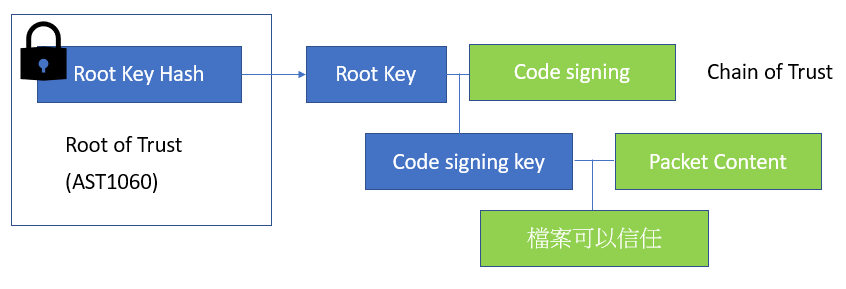 Root Key Hash
Root Key
Code signing
Chain of Trust
Root of Trust
(AST1060)
Code signing key
Packet Content
檔案可以信任